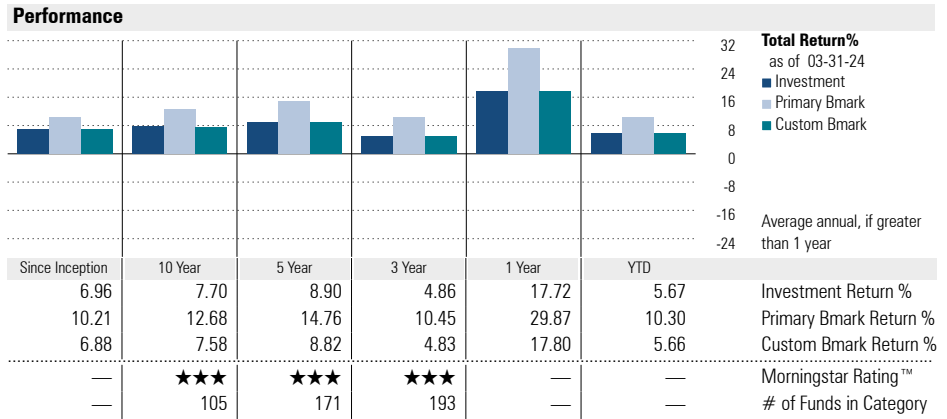 Performance
32
24
16
8
0
-8
-16
-24
Total Return%
as of 03-31-24
Investment
Primary Bmark
Custom Bmark
Average annual, if greater
than 1 year
Since Inception 10 Year 5 Year 3 Year 1 Year YTD
6.96 7.70 8.90 4.86 17.72 5.67 Investment Return %
10.21 12.68 14.76 10.45 29.87 10.30 Primary Bmark Return %
6.88 7.58 8.82 4.83 17.80 5.66 Custom Bmark Return %
— ★★★ ★★★ ★★★ — — Morningstar Rating™
— 105 171 193 — — # of Funds in Category